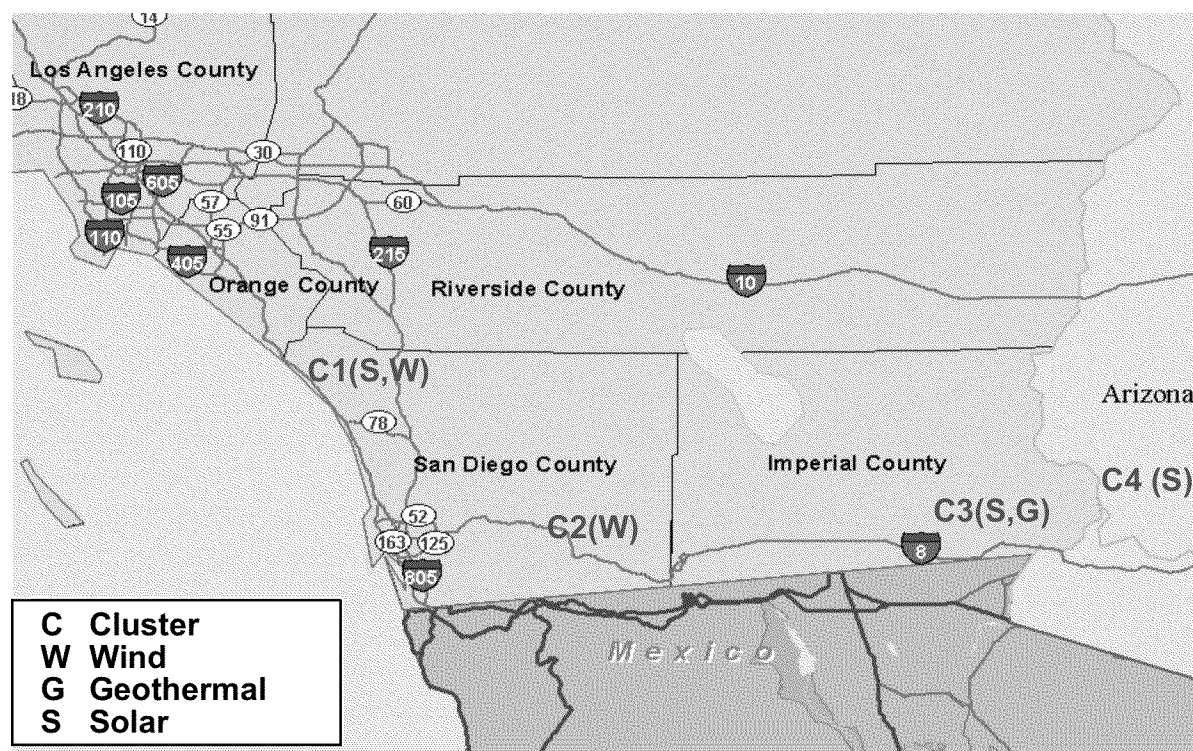 14
Los Angeles County
18
210
110
30
605
105
57
60
91
55
110
215
405
10
Orange County
Riverside County
C1(S,W)
Arizona
78
San Diego County
Imperial County
C4 (S)
C3(S,G)
52
C2(W)
163
125
8
805
C Cluster
W Wind
G Geothermal
S Solar
Mexico